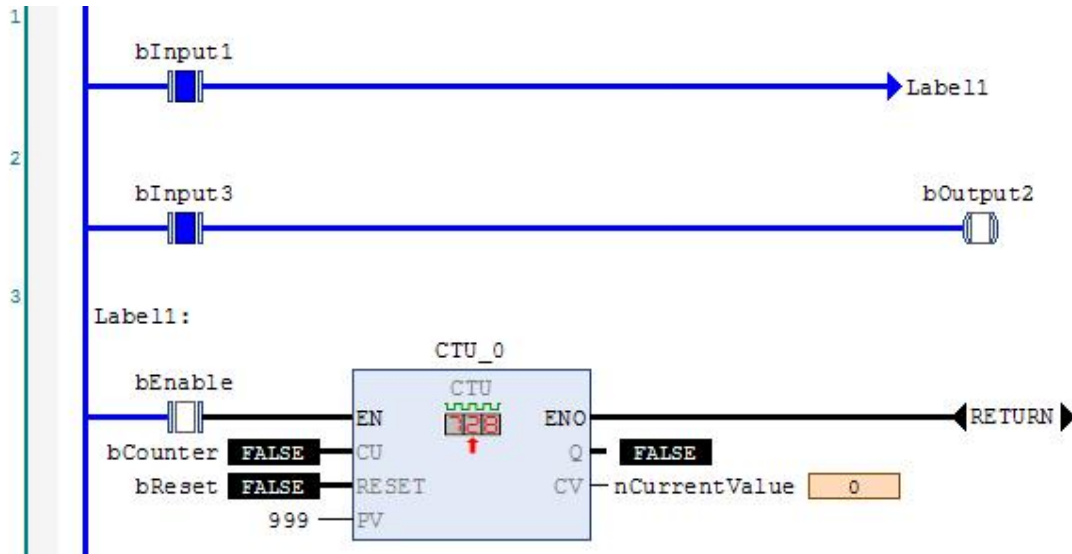 1
bInput1
Label1
2
bInput3 bOutput2
3
Label1:
CTU_0
bEnable CTU
EN 728 ENO RETURN
bCounter FALSE CU Q FALSE
bReset FALSE RESET CV nCurrentValue 0
999 PV